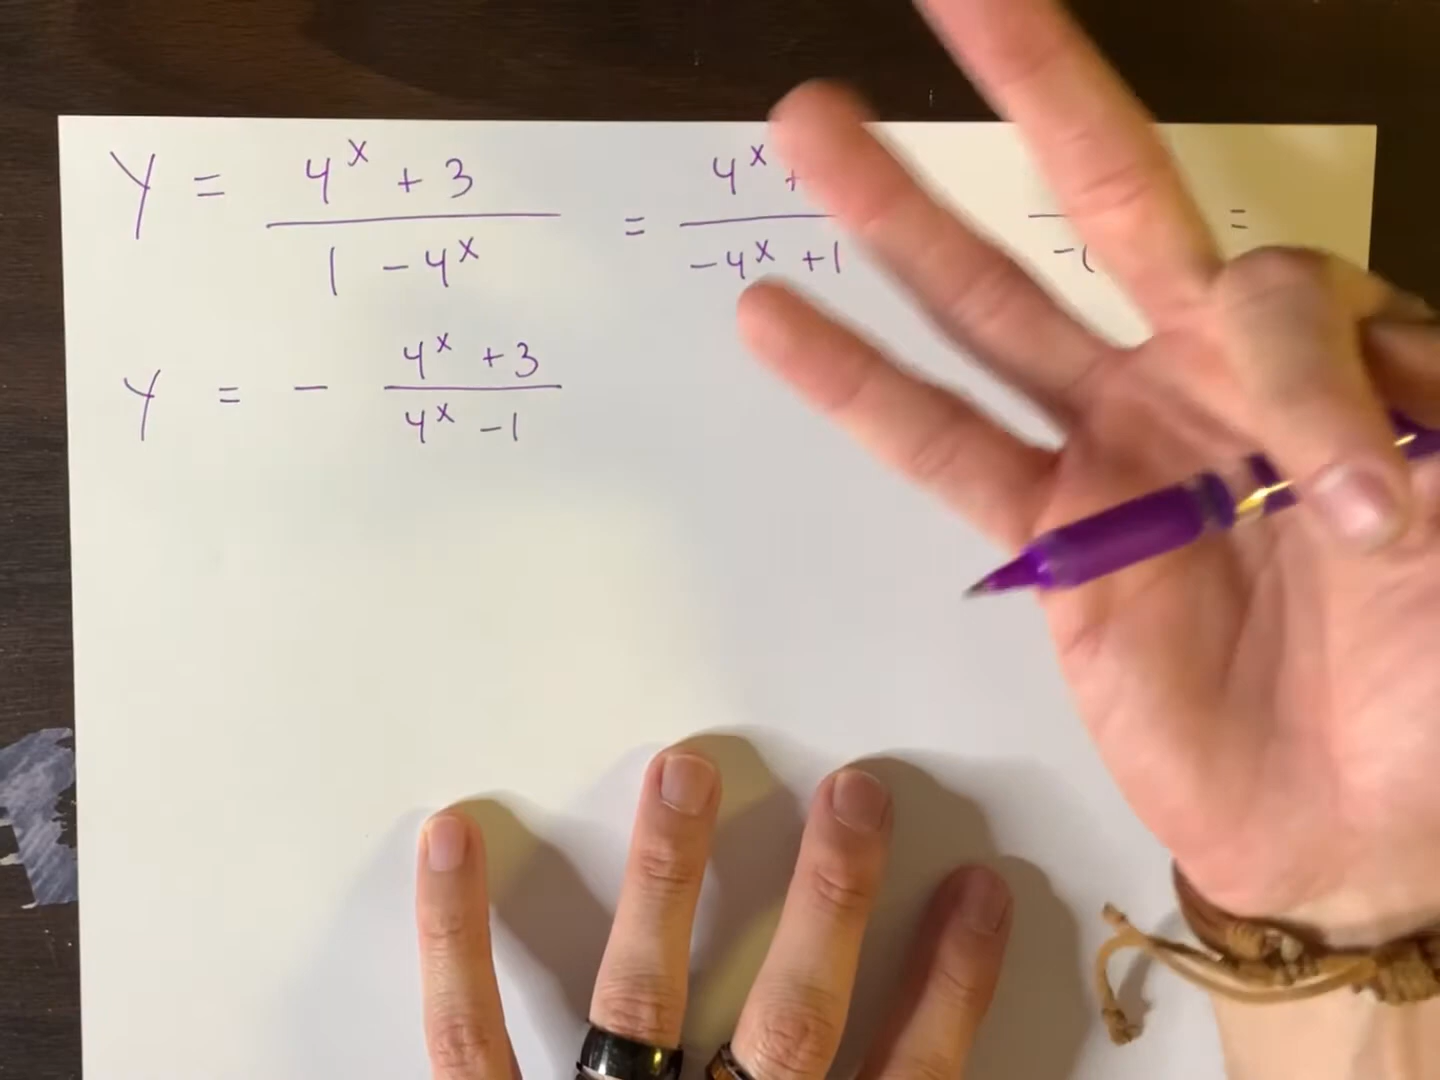 Y = (4^x + 3)/(1 - 4^x) = (4^x +)/(-4^x + 1) =
Y = - (4^x + 3)/(4^x - 1)